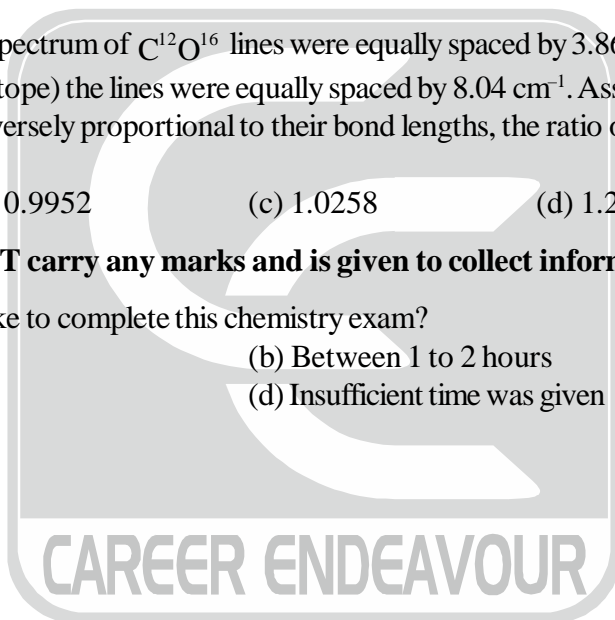 pectrum of C¹²O¹⁶ lines were equally spaced by 3.86
tope) the lines were equally spaced by 8.04 cm⁻¹. Ass
versely proportional to their bond lengths, the ratio o
0.9952 (c) 1.0258 (d) 1.2
T carry any marks and is given to collect inform
ke to complete this chemistry exam?
(b) Between 1 to 2 hours
(d) Insufficient time was given
CAREER ENDEAVOUR